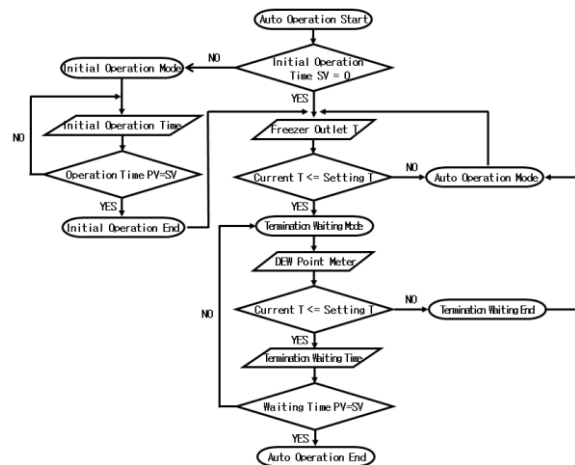 Auto Operation Start
Initial Operation
Time SV = 0
NO
Initial Operation Mode
YES
Initial Operation Time
Freezer Outlet T
NO
Operation Time PV=SV
Current T <= Setting T
NO
Auto Operation Mode
YES
YES
Initial Operation End
Termination Waiting Mode
DEW Point Meter
NO
Current T <= Setting T
NO
Termination Waiting End
YES
Termination Waiting Time
Waiting Time PV=SV
YES
Auto Operation End